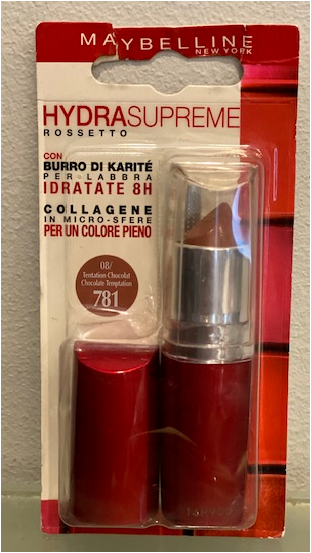 MAYBELLINE
NEW YORK
HYDRASUPREME
ROSSETTO
CON
BURRO DI KARITÉ
PER LABBRA
IDRATATE 8H
COLLAGENE
IN MICRO-SFERE
PER UN COLORE PIENO
08/
Tentation Chocolat
Chocolate Temptation
781